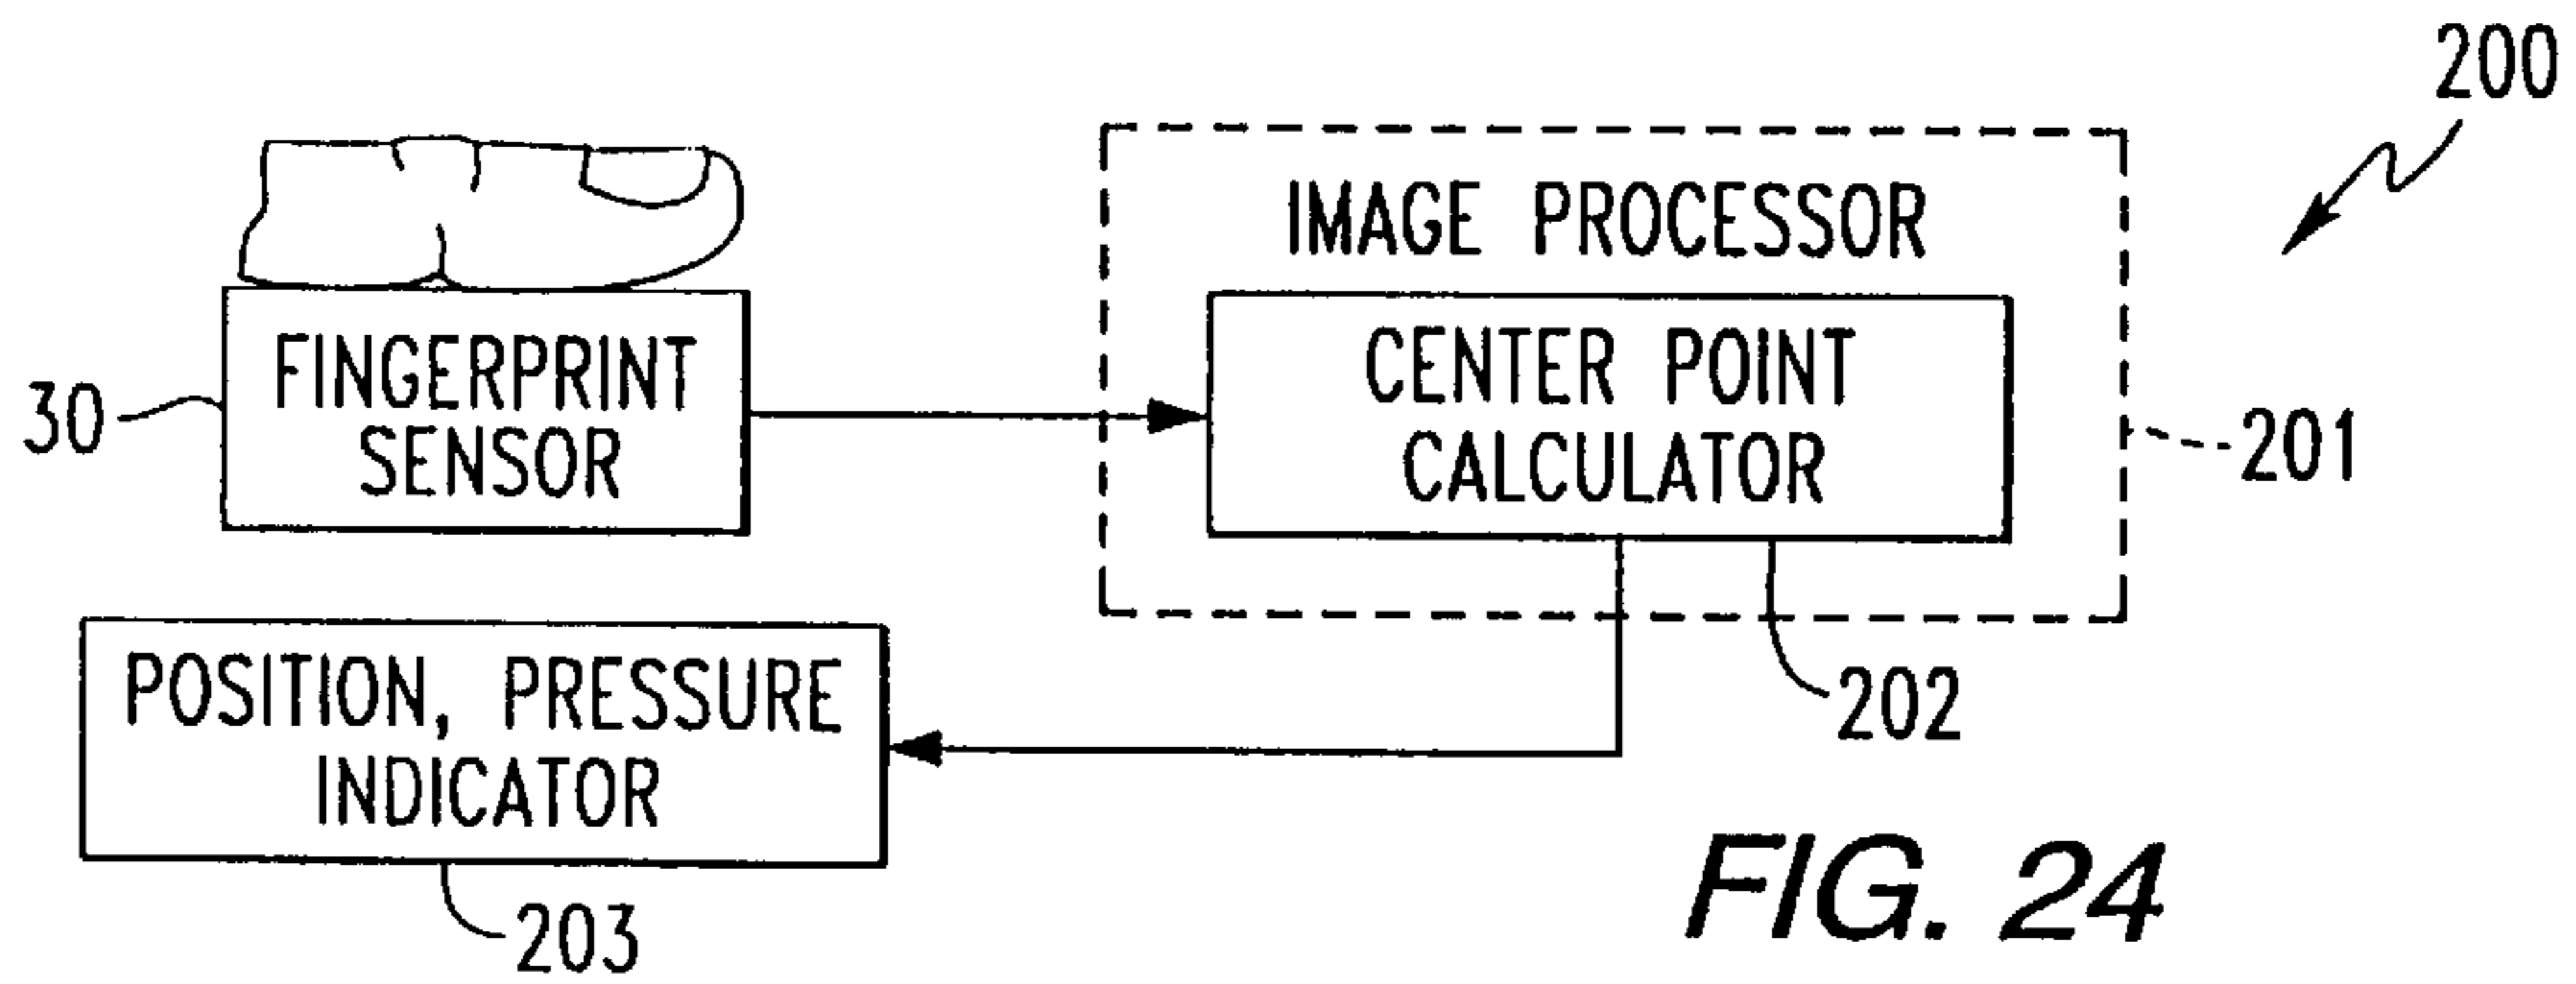 200
IMAGE PROCESSOR
FINGERPRINT
SENSOR
30
CENTER POINT
CALCULATOR
201
202
POSITION, PRESSURE
INDICATOR
203
FIG. 24